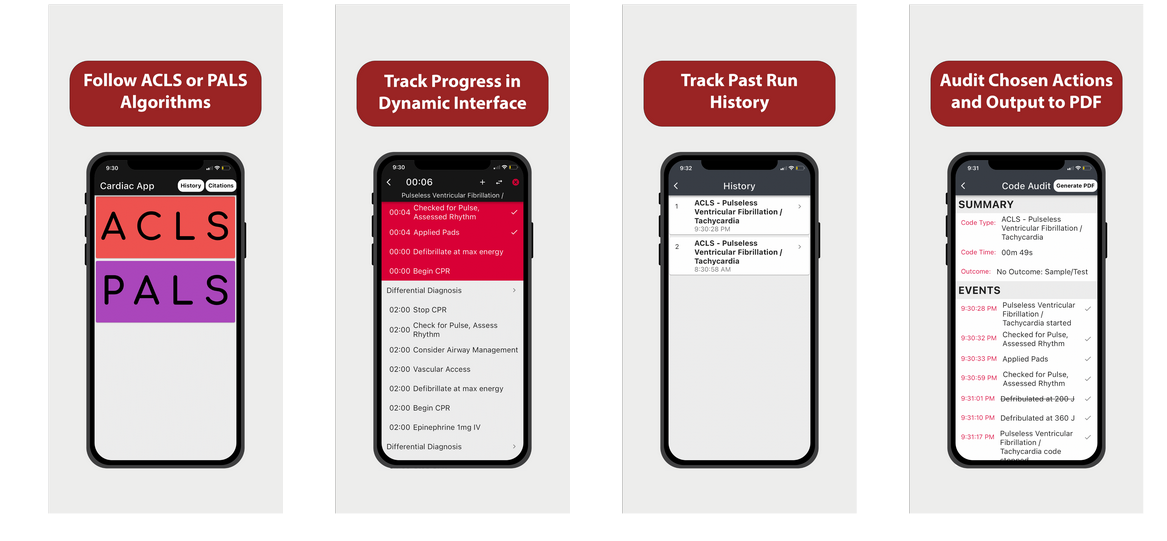 Follow ACLS or PALS
Algorithms
9:30
Cardiac App
History
Citations
ACLS
PALS
Track Progress in
Dynamic Interface
9:30
00:06
Pulseless Ventricular Fibrillation /
00:04 Checked for Pulse,
Assessed Rhythm
00:04 Applied Pads
00:00 Defibrillate at max energy
00:00 Begin CPR
Differential Diagnosis
02:00 Stop CPR
02:00 Check for Pulse, Assess
Rhythm
02:00 Consider Airway Management
02:00 Vascular Access
02:00 Defibrillate at max energy
02:00 Begin CPR
02:00 Epinephrine 1mg IV
Differential Diagnosis
Track Past Run
History
9:32
History
1 ACLS - Pulseless
Ventricular Fibrillation /
Tachycardia
9:30:28 PM
2 ACLS - Pulseless
Ventricular Fibrillation /
Tachycardia
8:30:58 AM
Audit Chosen Actions
and Output to PDF
9:31
Code Audit
Generate PDF
SUMMARY
Code Type: ACLS - Pulseless
Ventricular Fibrillation /
Tachycardia
Code Time: 00m 49s
Outcome: No Outcome: Sample/Test
EVENTS
9:30:28 PM Pulseless Ventricular
Fibrillation /
Tachycardia started
9:30:32 PM Checked for Pulse,
Assessed Rhythm
9:30:33 PM Applied Pads
9:30:59 PM Checked for Pulse,
Assessed Rhythm
9:31:01 PM Defribulated at 200 J
9:31:10 PM Defribulated at 360 J
9:31:17 PM Pulseless Ventricular
Fibrillation /
Tachycardia code
stopped